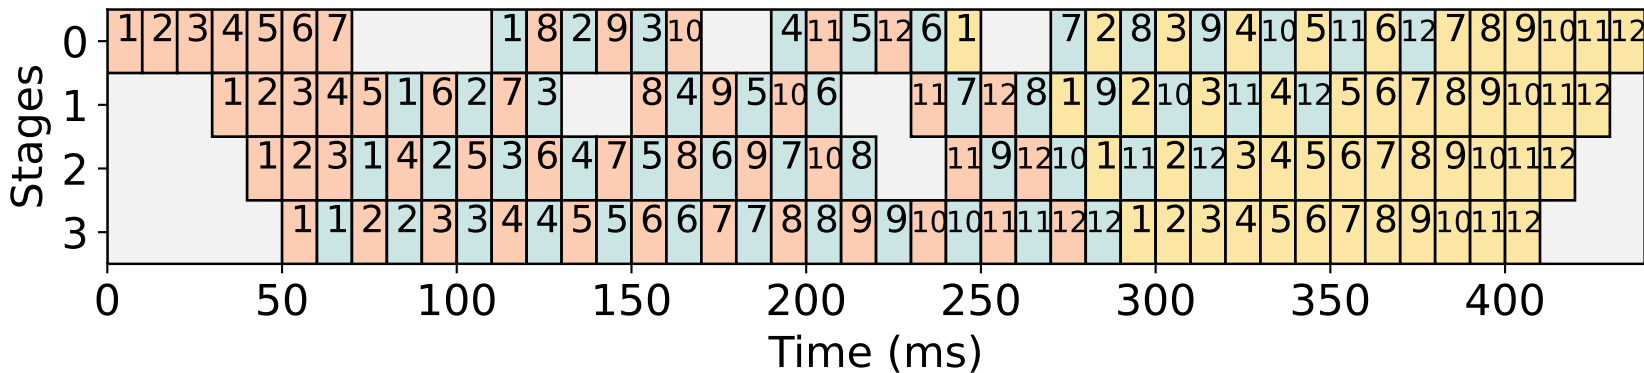 1 2 3 4 5 6 7 1 8 2 9 3 10 4 11 5 12 6 1 7 2 8 3 9 4 10 5 11 6 12 7 8 9 10 11 12
1 2 3 4 5 1 6 2 7 3 8 4 9 5 10 6 11 7 12 8 1 9 2 10 3 11 4 12 5 6 7 8 9 10 11 12
1 2 3 1 4 2 5 3 6 4 7 5 8 6 9 7 10 8 11 9 12 10 1 11 2 12 3 4 5 6 7 8 9 10 11 12
1 1 2 2 3 3 4 4 5 5 6 6 7 7 8 8 9 9 10 10 11 11 12 12 1 2 3 4 5 6 7 8 9 10 11 12
Stages
0
1
2
3
0 50 100 150 200 250 300 350 400
Time (ms)